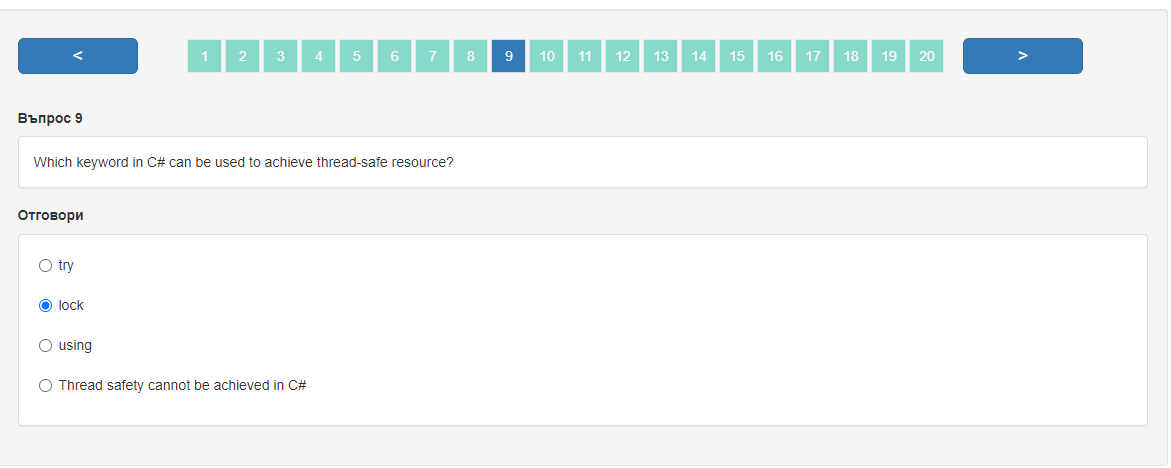 < 1 2 3 4 5 6 7 8 9 10 11 12 13 14 15 16 17 18 19 20 >
Въпрос 9
Which keyword in C# can be used to achieve thread-safe resource?
Отговори
try
lock
using
Thread safety cannot be achieved in C#